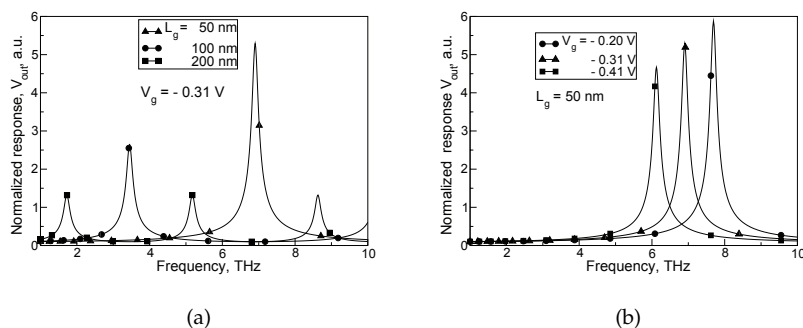 (a)
6
5
4
3
2
1
0
2 4 6 8 10
Normalized response, V_out, a.u.
Frequency, THz
L_g = 50 nm
100 nm
200 nm
V_g = - 0.31 V
(a)
(b)
6
5
4
3
2
1
0
2 4 6 8 10
Normalized response, V_out, a.u.
Frequency, THz
V_g = - 0.20 V
- 0.31 V
- 0.41 V
L_g = 50 nm
(b)